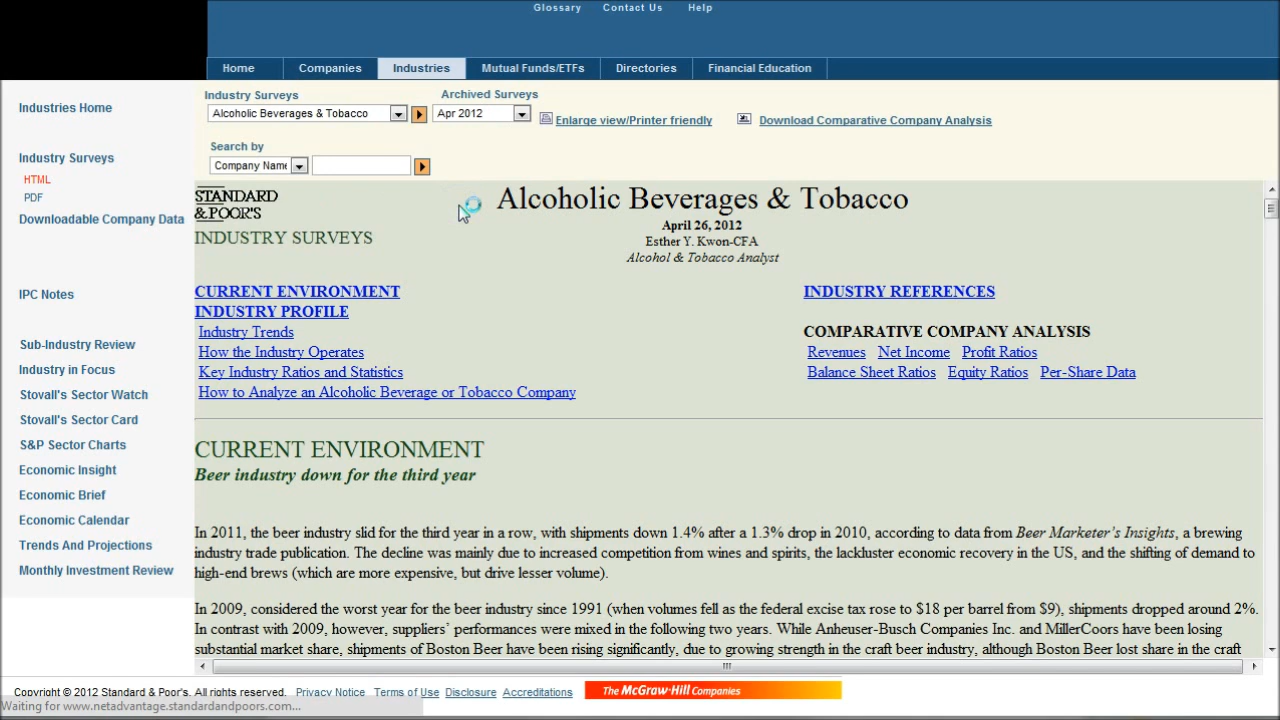 Glossary Contact Us Help
Home Companies Industries Mutual Funds/ETFs Directories Financial Education
Industries Home
Industry Surveys
HTML
PDF
Downloadable Company Data
IPC Notes
Sub-Industry Review
Industry in Focus
Stovall's Sector Watch
Stovall's Sector Card
S&P Sector Charts
Economic Insight
Economic Brief
Economic Calendar
Trends And Projections
Monthly Investment Review
Industry Surveys Archived Surveys
Alcoholic Beverages & Tobacco Apr 2012 Enlarge view/Printer friendly Download Comparative Company Analysis
Search by
Company Name
STANDARD
&POOR'S
INDUSTRY SURVEYS
Alcoholic Beverages & Tobacco
April 26, 2012
Esther Y. Kwon-CFA
Alcohol & Tobacco Analyst
CURRENT ENVIRONMENT
INDUSTRY PROFILE
Industry Trends
How the Industry Operates
Key Industry Ratios and Statistics
How to Analyze an Alcoholic Beverage or Tobacco Company
INDUSTRY REFERENCES
COMPARATIVE COMPANY ANALYSIS
Revenues Net Income Profit Ratios
Balance Sheet Ratios Equity Ratios Per-Share Data
CURRENT ENVIRONMENT
Beer industry down for the third year
In 2011, the beer industry slid for the third year in a row, with shipments down 1.4% after a 1.3% drop in 2010, according to data from Beer Marketer's Insights, a brewing
industry trade publication. The decline was mainly due to increased competition from wines and spirits, the lackluster economic recovery in the US, and the shifting of demand to
high-end brews (which are more expensive, but drive lesser volume).
In 2009, considered the worst year for the beer industry since 1991 (when volumes fell as the federal excise tax rose to $18 per barrel from $9), shipments dropped around 2%.
In contrast with 2009, however, suppliers' performances were mixed in the following two years. While Anheuser-Busch Companies Inc. and MillerCoors have been losing
substantial market share, shipments of Boston Beer have been rising significantly, due to growing strength in the craft beer industry, although Boston Beer lost share in the craft
Copyright © 2012 Standard & Poor's. All rights reserved. Privacy Notice Terms of Use Disclosure Accreditations The McGraw·Hill Companies
Waiting for www.netadvantage.standardandpoors.com...